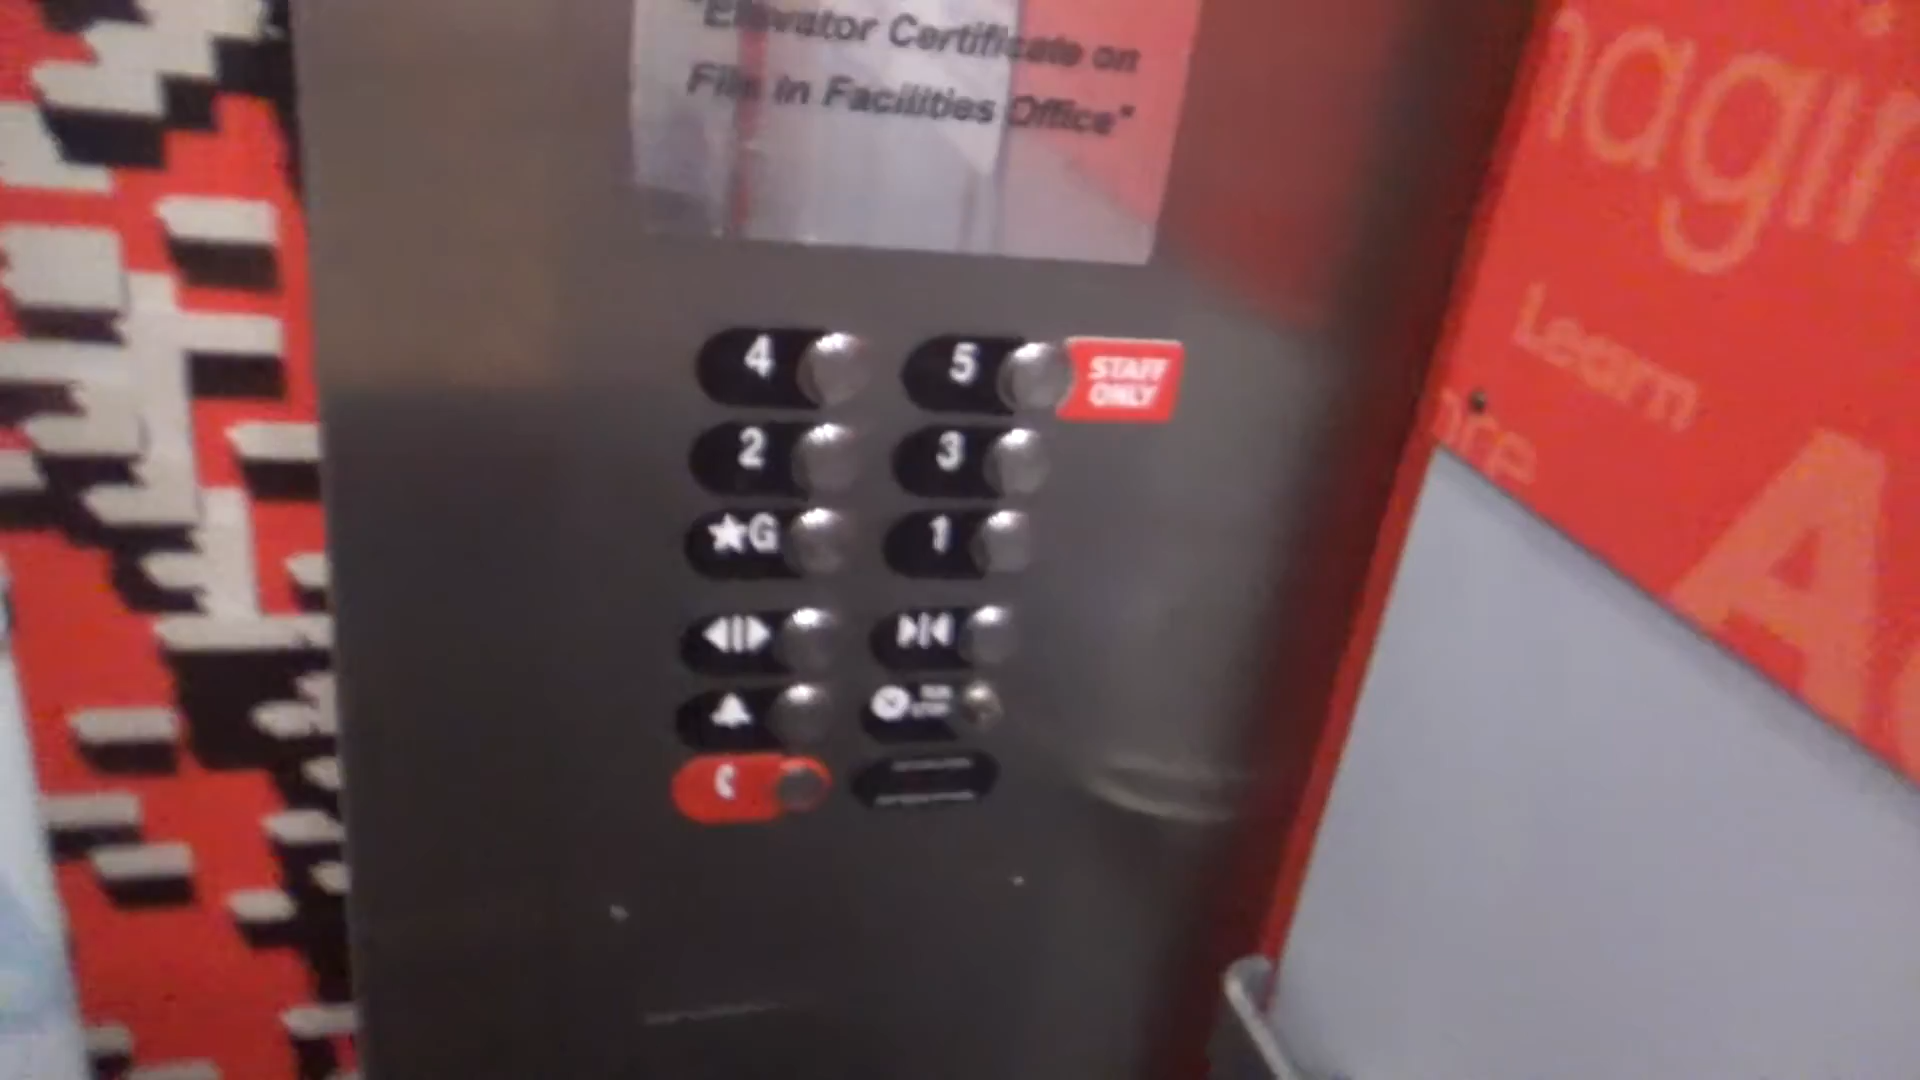 "Elevator Certificate on
File in Facilities Office"
4
5
STAFF
ONLY
2
3
★G
1
Learn